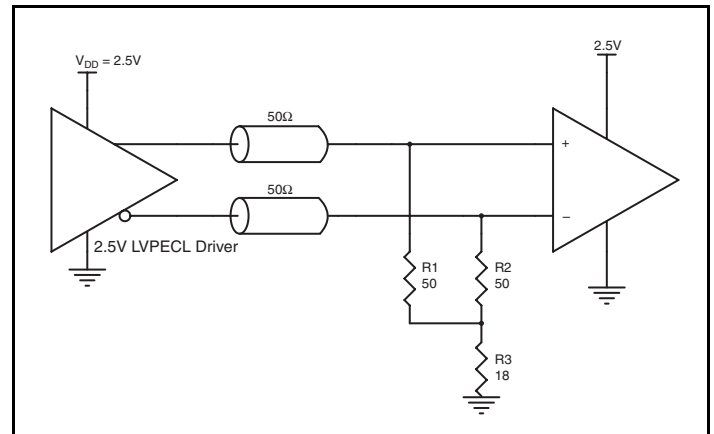 V_DD = 2.5V
2.5V
50Ω
+
50Ω
−
2.5V LVPECL Driver
R1
50
R2
50
R3
18